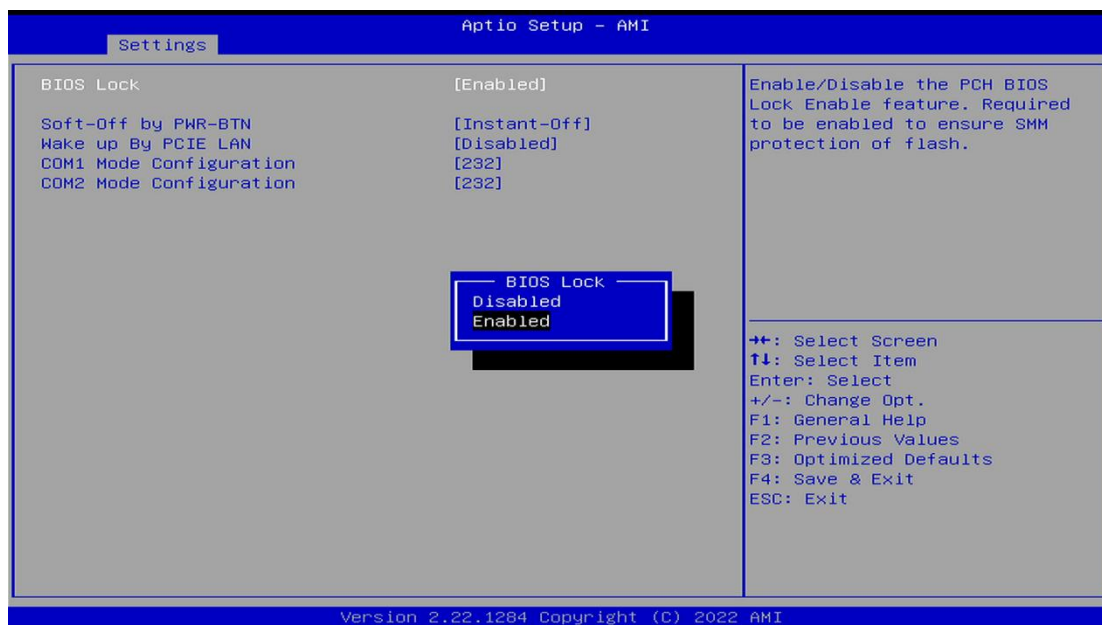 Aptio Setup - AMI
Settings
BIOS Lock [Enabled]
Soft-Off by PWR-BTN [Instant-Off]
Wake up By PCIE LAN [Disabled]
COM1 Mode Configuration [232]
COM2 Mode Configuration [232]
BIOS Lock
Disabled
Enabled
Enable/Disable the PCH BIOS
Lock Enable feature. Required
to be enabled to ensure SMM
protection of flash.
→←: Select Screen
↑↓: Select Item
Enter: Select
+/-: Change Opt.
F1: General Help
F2: Previous Values
F3: Optimized Defaults
F4: Save & Exit
ESC: Exit
Version 2.22.1284 Copyright (C) 2022 AMI